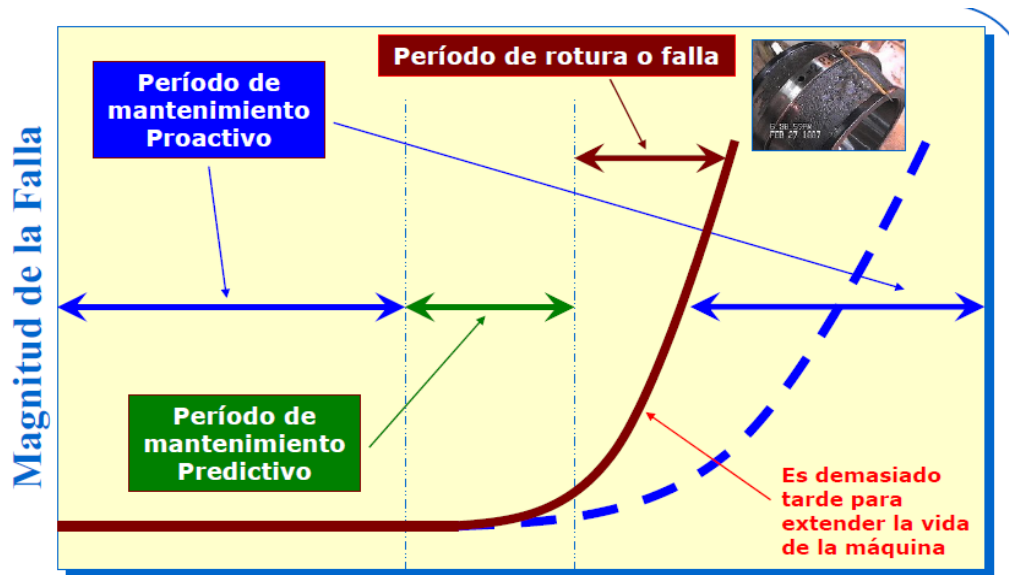 Magnitud de la Falla
Período de
mantenimiento
Proactivo
Período de rotura o falla
FEB 27
Período de
mantenimiento
Predictivo
Es demasiado
tarde para
extender la vida
de la máquina